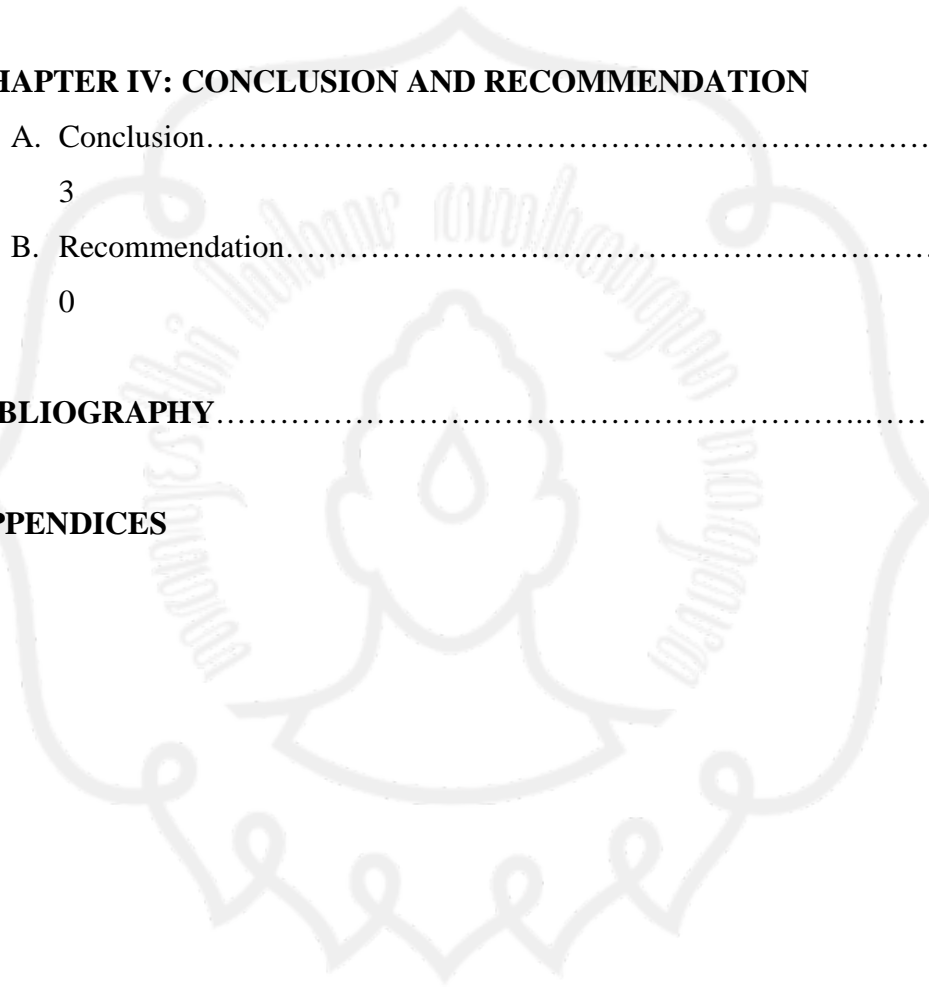 HAPTER IV: CONCLUSION AND RECOMMENDATION
A. Conclusion……………………………………………………………………
3
B. Recommendation……………………………………………………………
0
BLIOGRAPHY………………………………………………………….……
PPENDICES